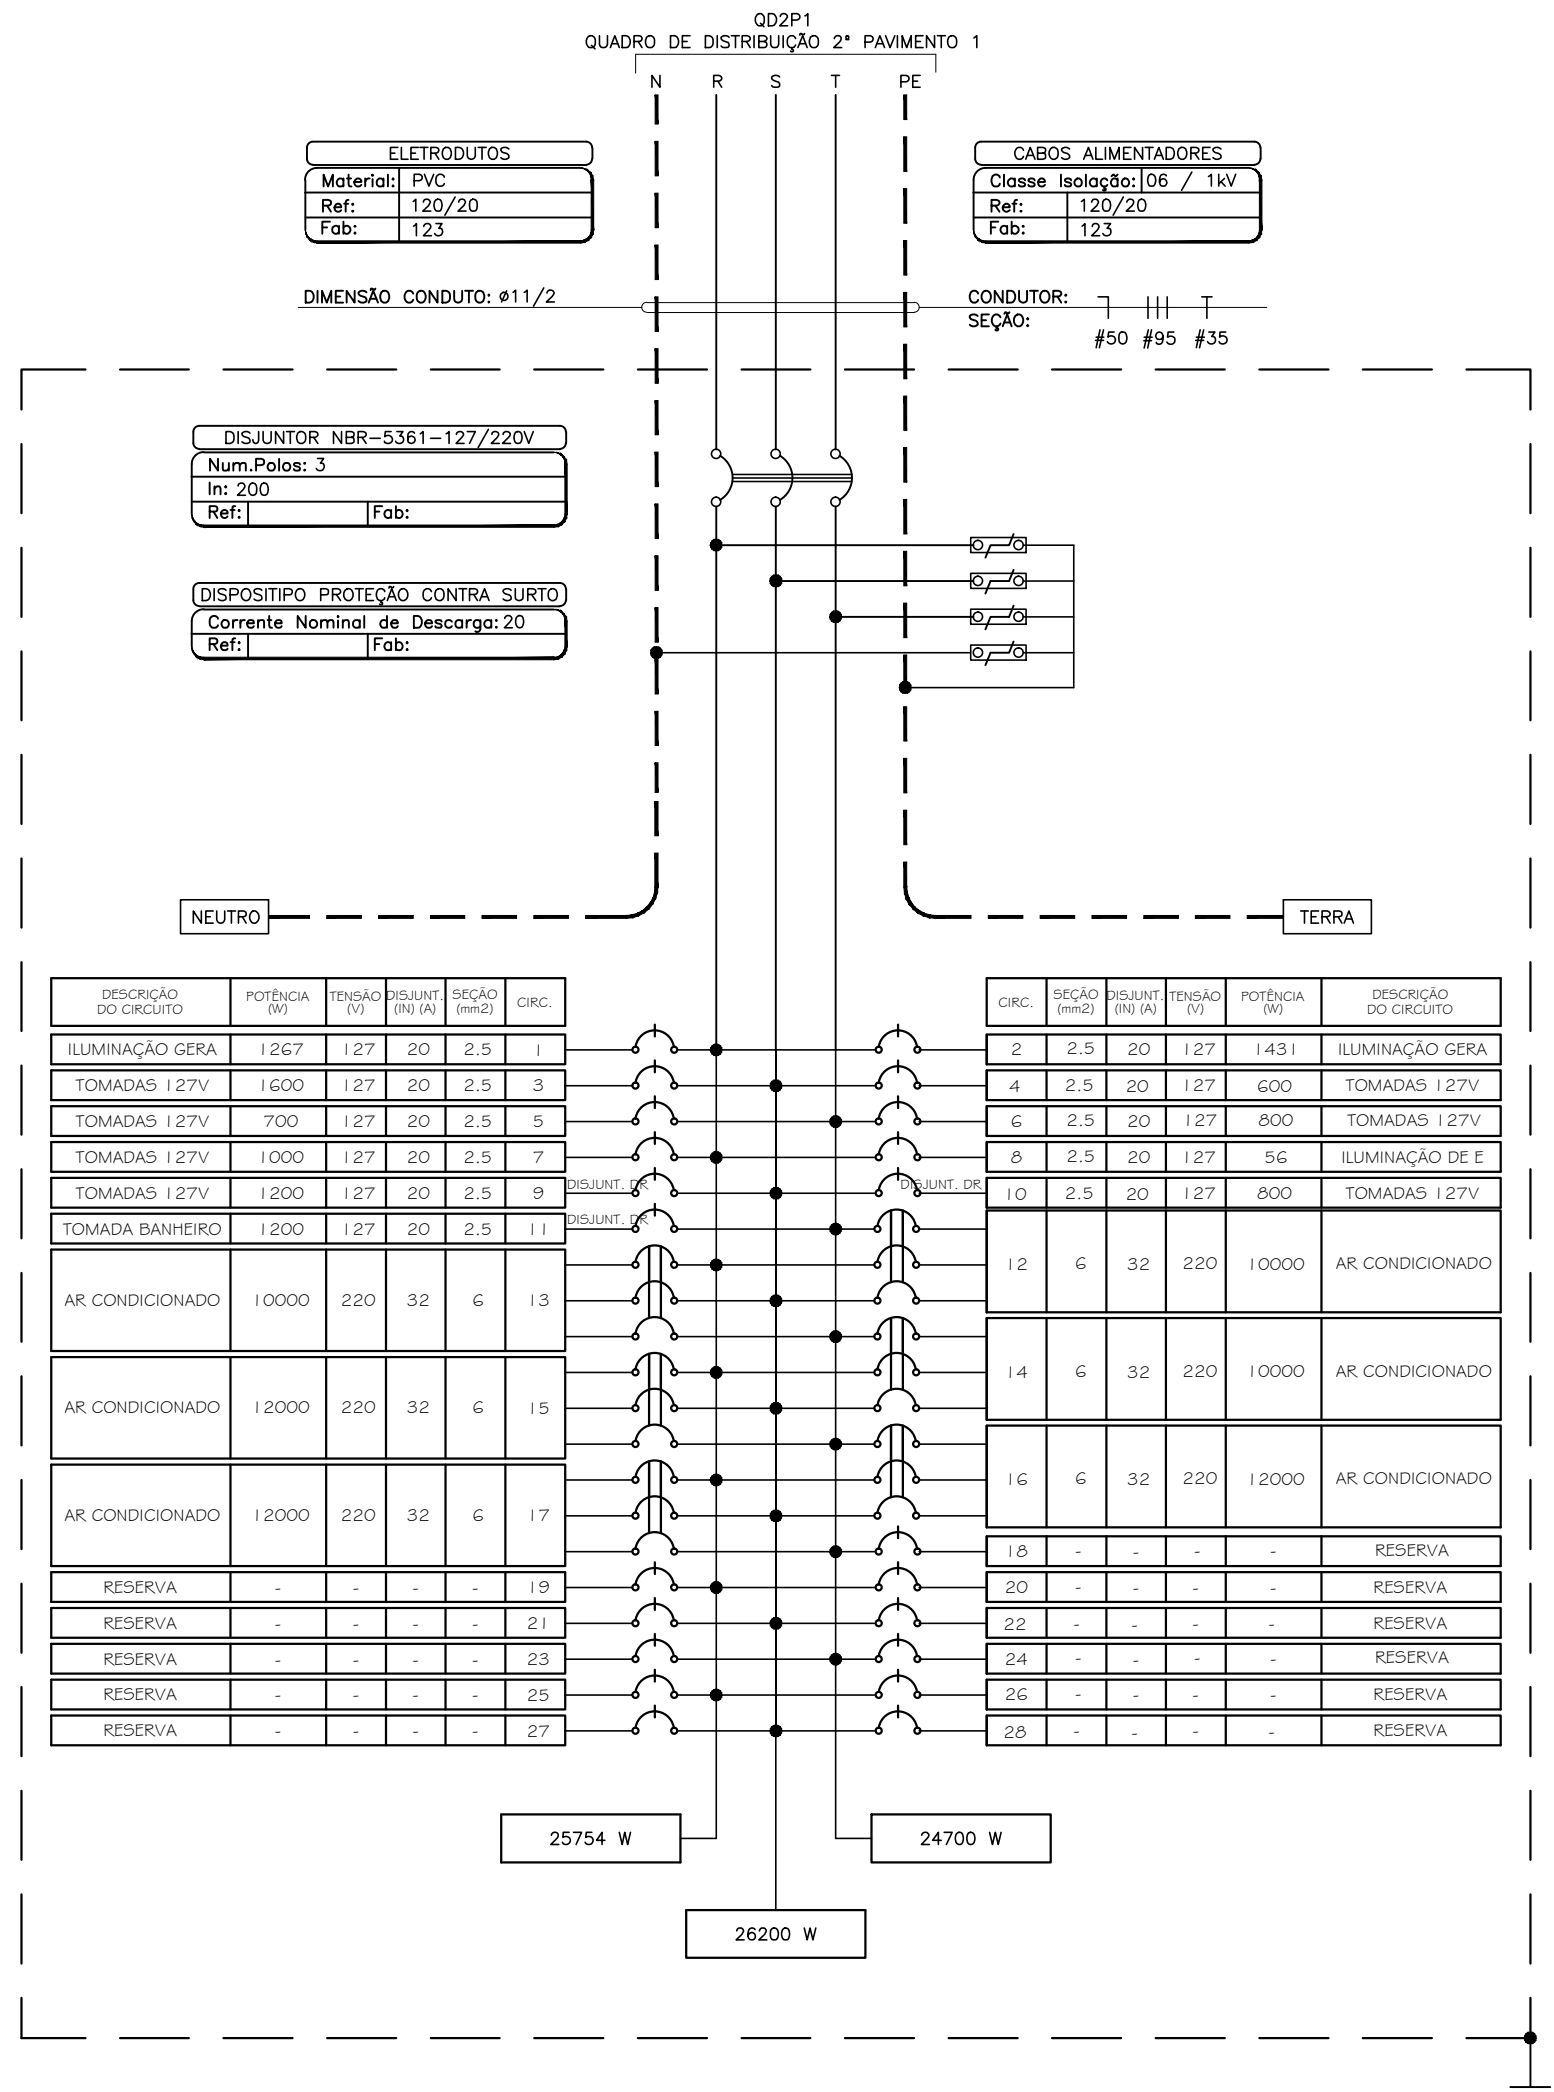 QD2P1
QUADRO DE DISTRIBUIÇÃO 2º PAVIMENTO 1
N R S T PE
ELETRODUTOS
Material: PVC
Ref: 120/20
Fab: 123
CABOS ALIMENTADORES
Classe Isolação: 06 / 1kV
Ref: 120/20
Fab: 123
DIMENSÃO CONDUTO: ø11/2
CONDUTOR:
SEÇÃO:
#50 #95 #35
DISJUNTOR NBR-5361-127/220V
Num.Polos: 3
In: 200
Ref: Fab:
DISPOSITIPO PROTEÇÃO CONTRA SURTO
Corrente Nominal de Descarga: 20
Ref: Fab:
NEUTRO
TERRA
DESCRIÇÃO DO CIRCUITO POTÊNCIA (W) TENSÃO (V) DISJUNT. (IN) (A) SEÇÃO (mm2) CIRC.
ILUMINAÇÃO GERA 1267 127 20 2.5 1
TOMADAS 127V 1600 127 20 2.5 3
TOMADAS 127V 700 127 20 2.5 5
TOMADAS 127V 1000 127 20 2.5 7
TOMADAS 127V 1200 127 20 2.5 9 DISJUNT. DR
TOMADA BANHEIRO 1200 127 20 2.5 11 DISJUNT. DR
AR CONDICIONADO 10000 220 32 6 13
AR CONDICIONADO 12000 220 32 6 15
AR CONDICIONADO 12000 220 32 6 17
RESERVA - - - - 19
RESERVA - - - - 21
RESERVA - - - - 23
RESERVA - - - - 25
RESERVA - - - - 27
CIRC. SEÇÃO (mm2) DISJUNT. (IN) (A) TENSÃO (V) POTÊNCIA (W) DESCRIÇÃO DO CIRCUITO
2 2.5 20 127 1431 ILUMINAÇÃO GERA
4 2.5 20 127 600 TOMADAS 127V
6 2.5 20 127 800 TOMADAS 127V
8 2.5 20 127 56 ILUMINAÇÃO DE E
DISJUNT. DR 10 2.5 20 127 800 TOMADAS 127V
12 6 32 220 10000 AR CONDICIONADO
14 6 32 220 10000 AR CONDICIONADO
16 6 32 220 12000 AR CONDICIONADO
18 - - - - RESERVA
20 - - - - RESERVA
22 - - - - RESERVA
24 - - - - RESERVA
26 - - - - RESERVA
28 - - - - RESERVA
25754 W
24700 W
26200 W